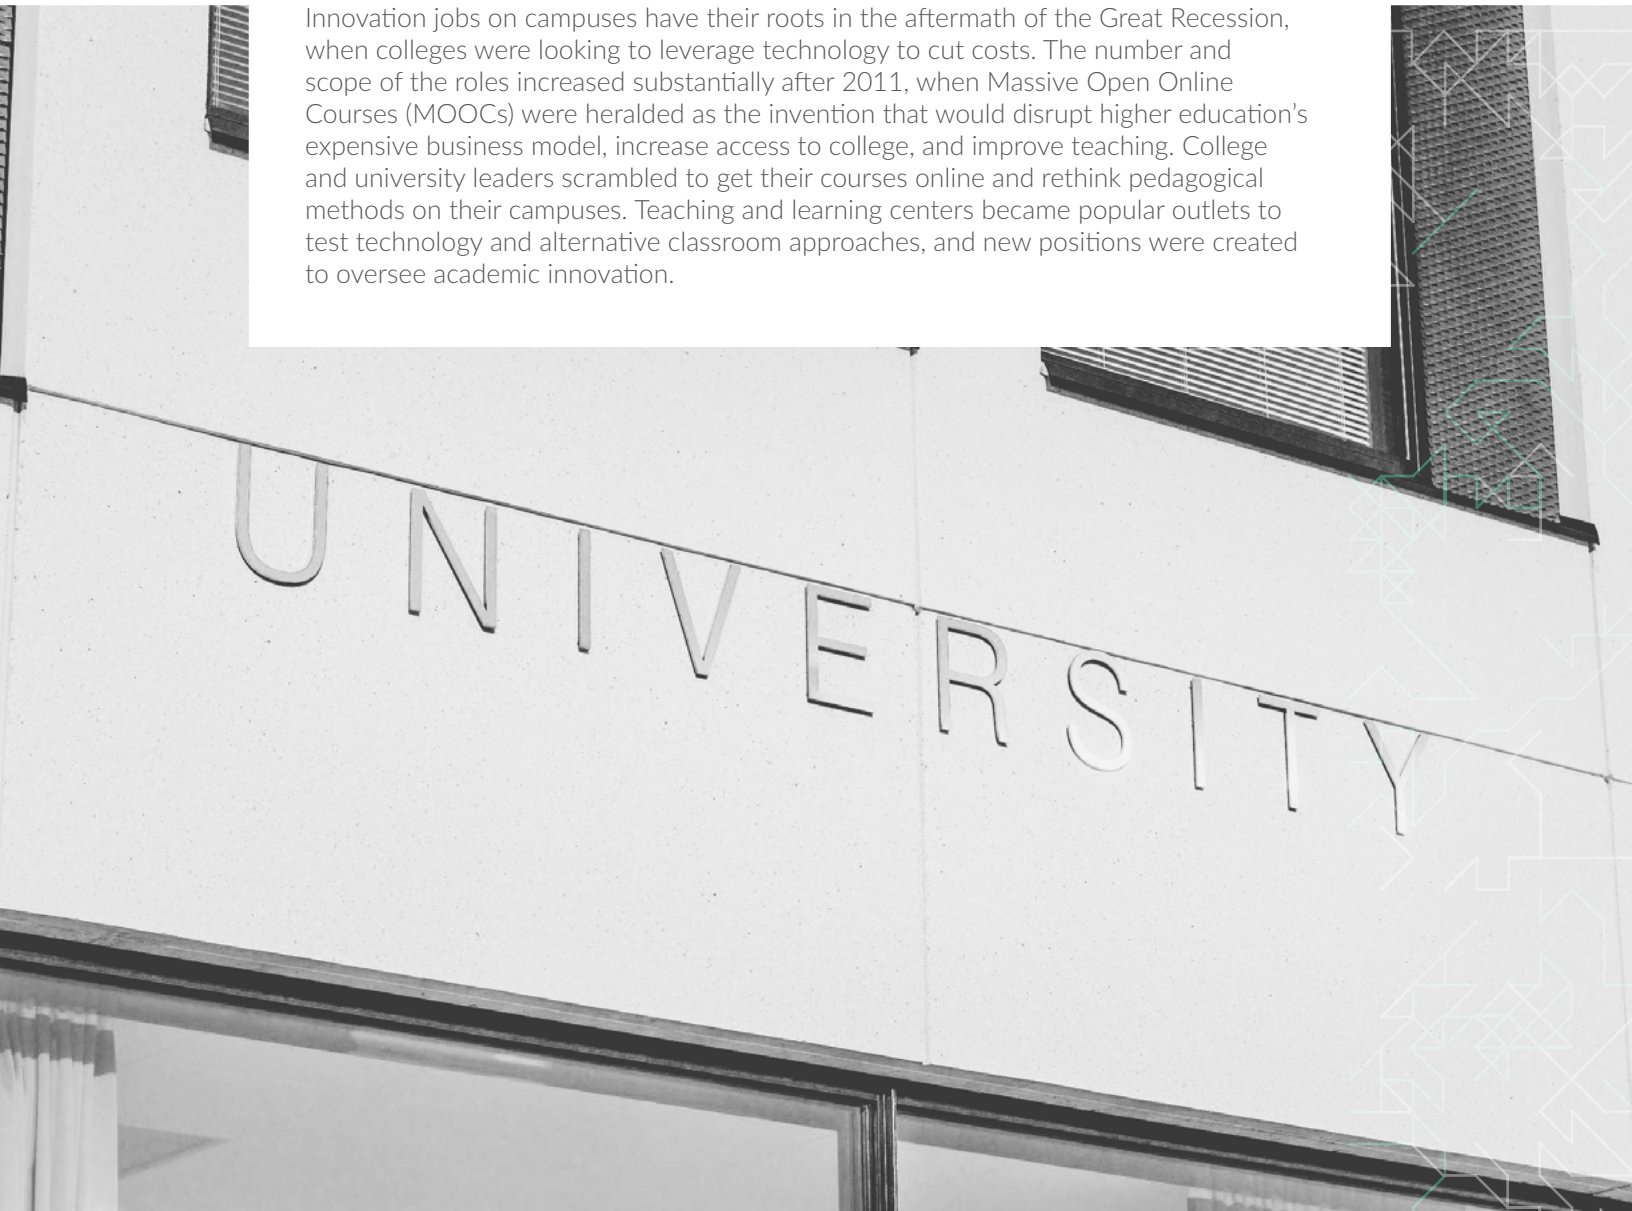 Innovation jobs on campuses have their roots in the aftermath of the Great Recession,
when colleges were looking to leverage technology to cut costs. The number and
scope of the roles increased substantially after 2011, when Massive Open Online
Courses (MOOCs) were heralded as the invention that would disrupt higher education’s
expensive business model, increase access to college, and improve teaching. College
and university leaders scrambled to get their courses online and rethink pedagogical
methods on their campuses. Teaching and learning centers became popular outlets to
test technology and alternative classroom approaches, and new positions were created
to oversee academic innovation.
UNIVERSITY